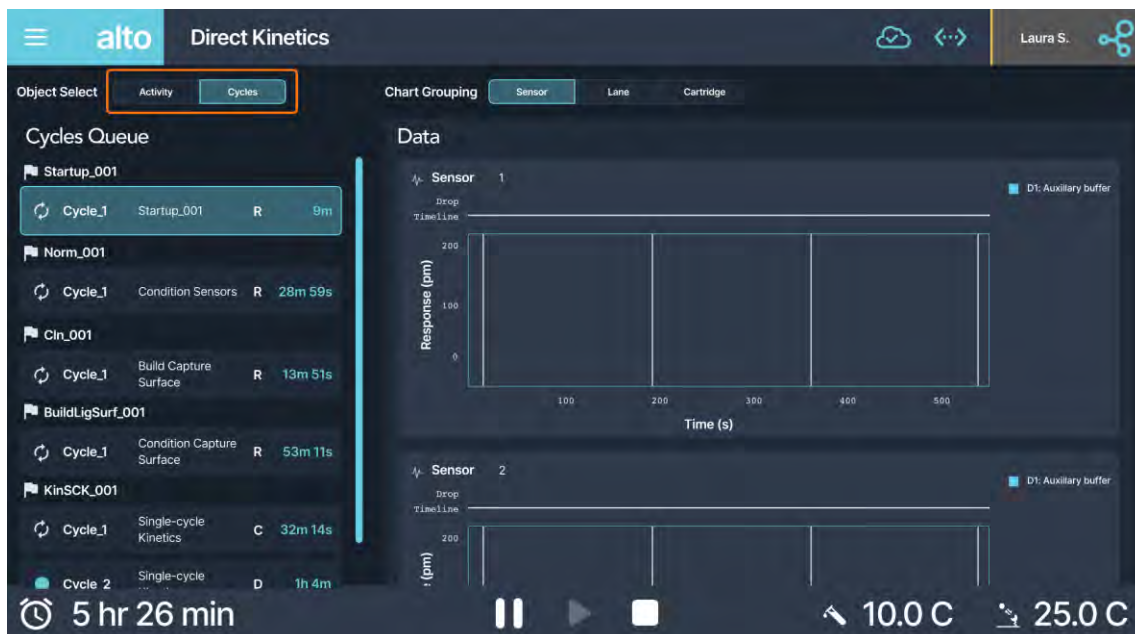 alto Direct Kinetics Laura S.
Object Select Activity Cycles Chart Grouping Sensor Lane Cartridge
Cycles Queue
Startup_001
Cycle_1 Startup_001 R 9m
Norm_001
Cycle_1 Condition Sensors R 28m 59s
Cln_001
Cycle_1 Build Capture Surface R 13m 51s
BuildLigSurf_001
Cycle_1 Condition Capture Surface R 53m 11s
KinSCK_001
Cycle_1 Single-cycle Kinetics C 32m 14s
Cycle_2 Single-cycle D 1h 4m
Data
Sensor 1
D1: Auxiliary buffer
Drop
Timeline
200
100
0
Response (pm)
100 200 300 400 500
Time (s)
Sensor 2
D1: Auxiliary buffer
Drop
Timeline
200
(pm)
5 hr 26 min 10.0 C 25.0 C